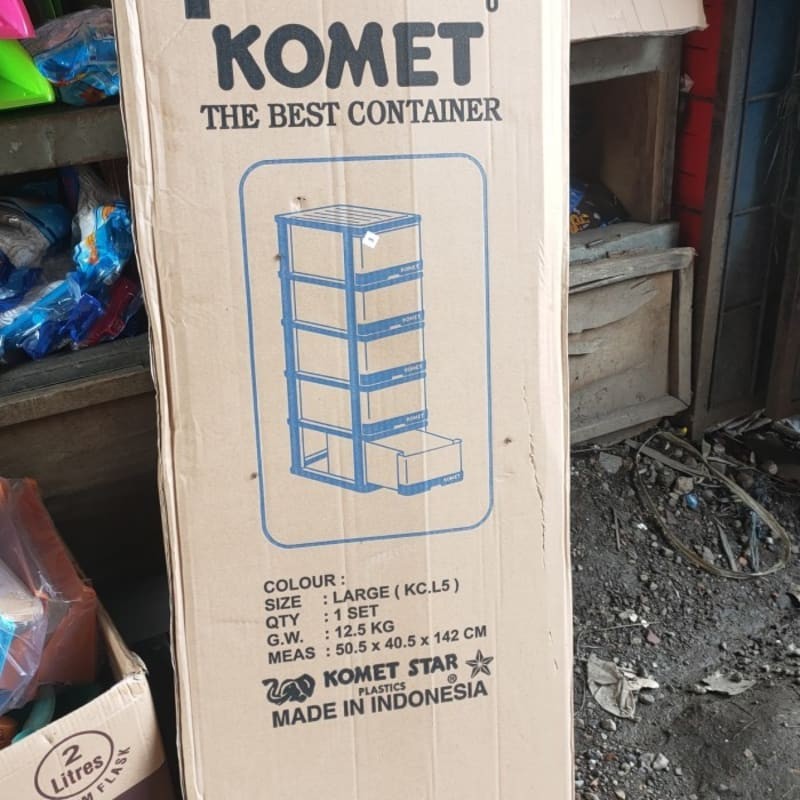 KOMET
THE BEST CONTAINER
KOMET
KOMET
KOMET
KOMET
KOMET
COLOUR :
SIZE : LARGE ( KC.L5 )
QTY : 1 SET
G.W. : 12.5 KG
MEAS : 50.5 x 40.5 x 142 CM
KOMET STAR
PLASTICS ®
MADE IN INDONESIA
2
Litres
FLASK